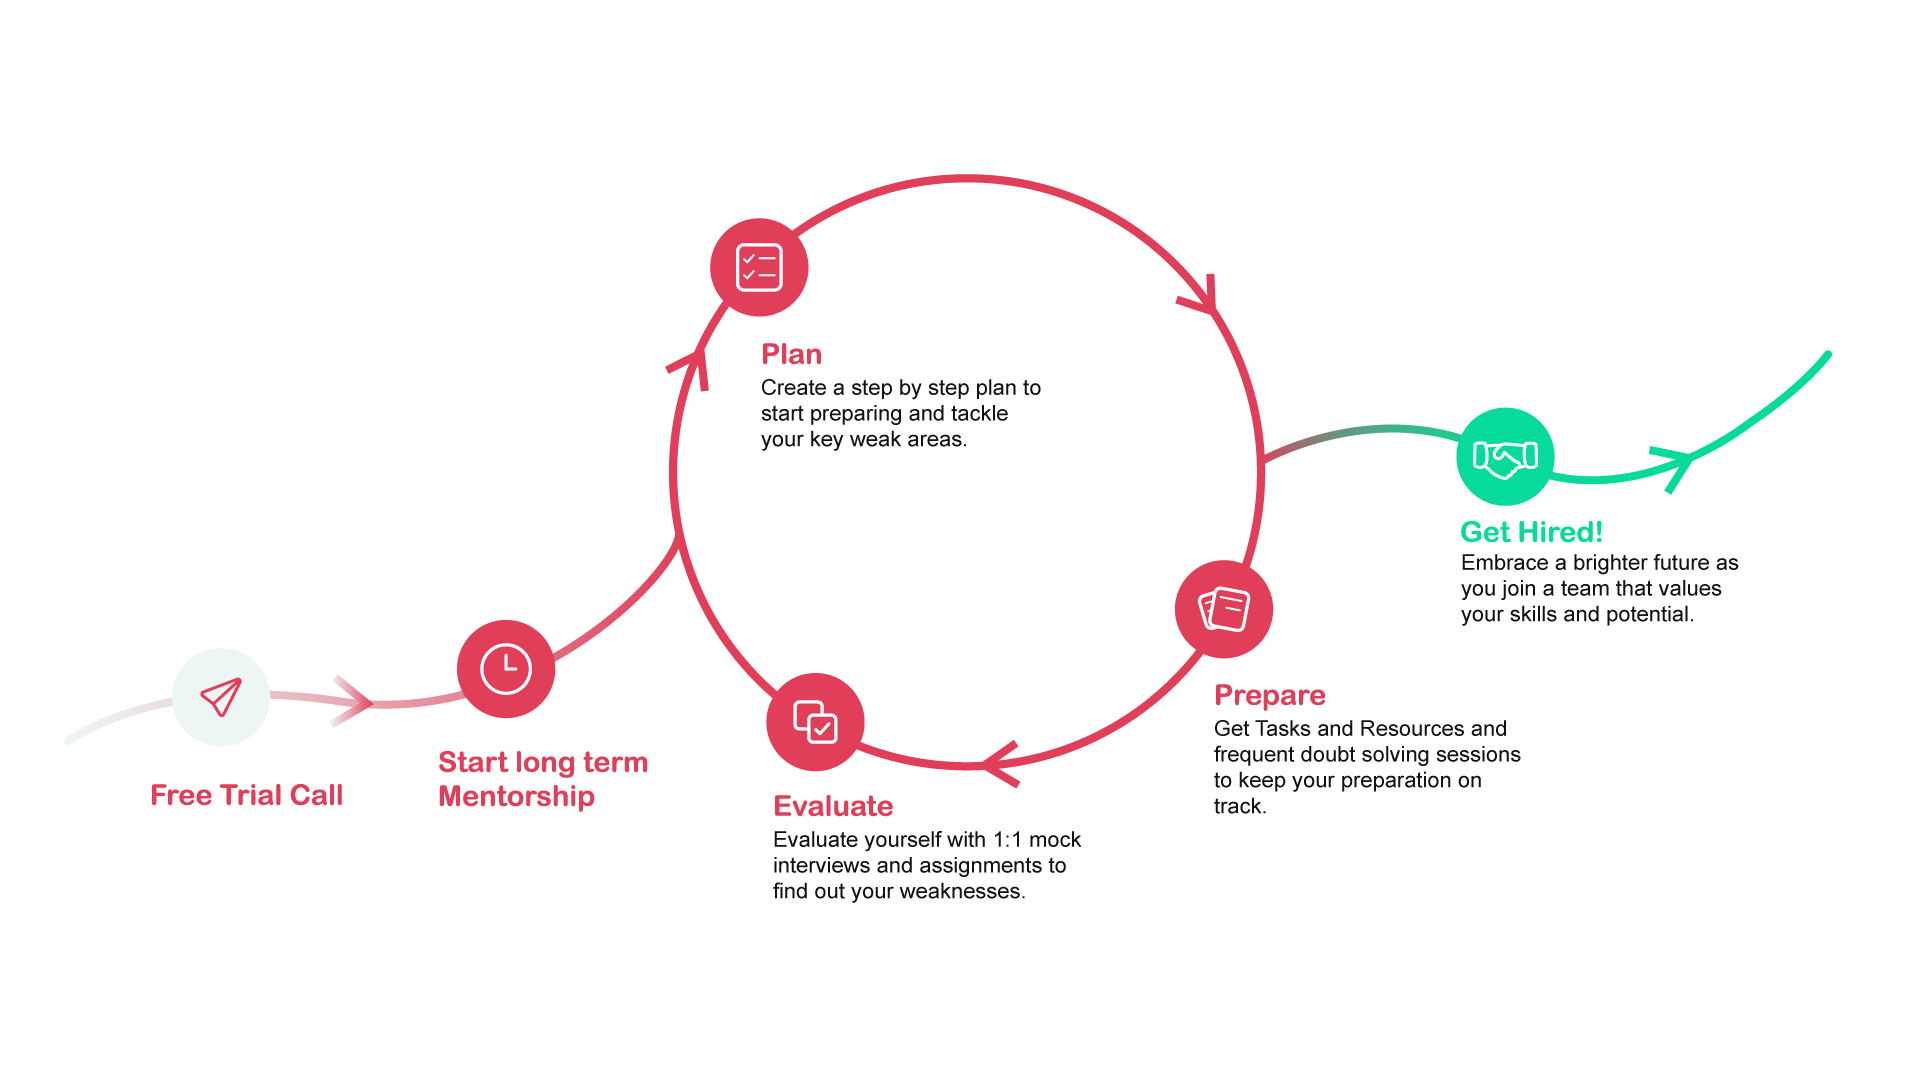 Free Trial Call
Start long term
Mentorship
Plan
Create a step by step plan to
start preparing and tackle
your key weak areas.
Prepare
Get Tasks and Resources and
frequent doubt solving sessions
to keep your preparation on
track.
Evaluate
Evaluate yourself with 1:1 mock
interviews and assignments to
find out your weaknesses.
Get Hired!
Embrace a brighter future as
you join a team that values
your skills and potential.